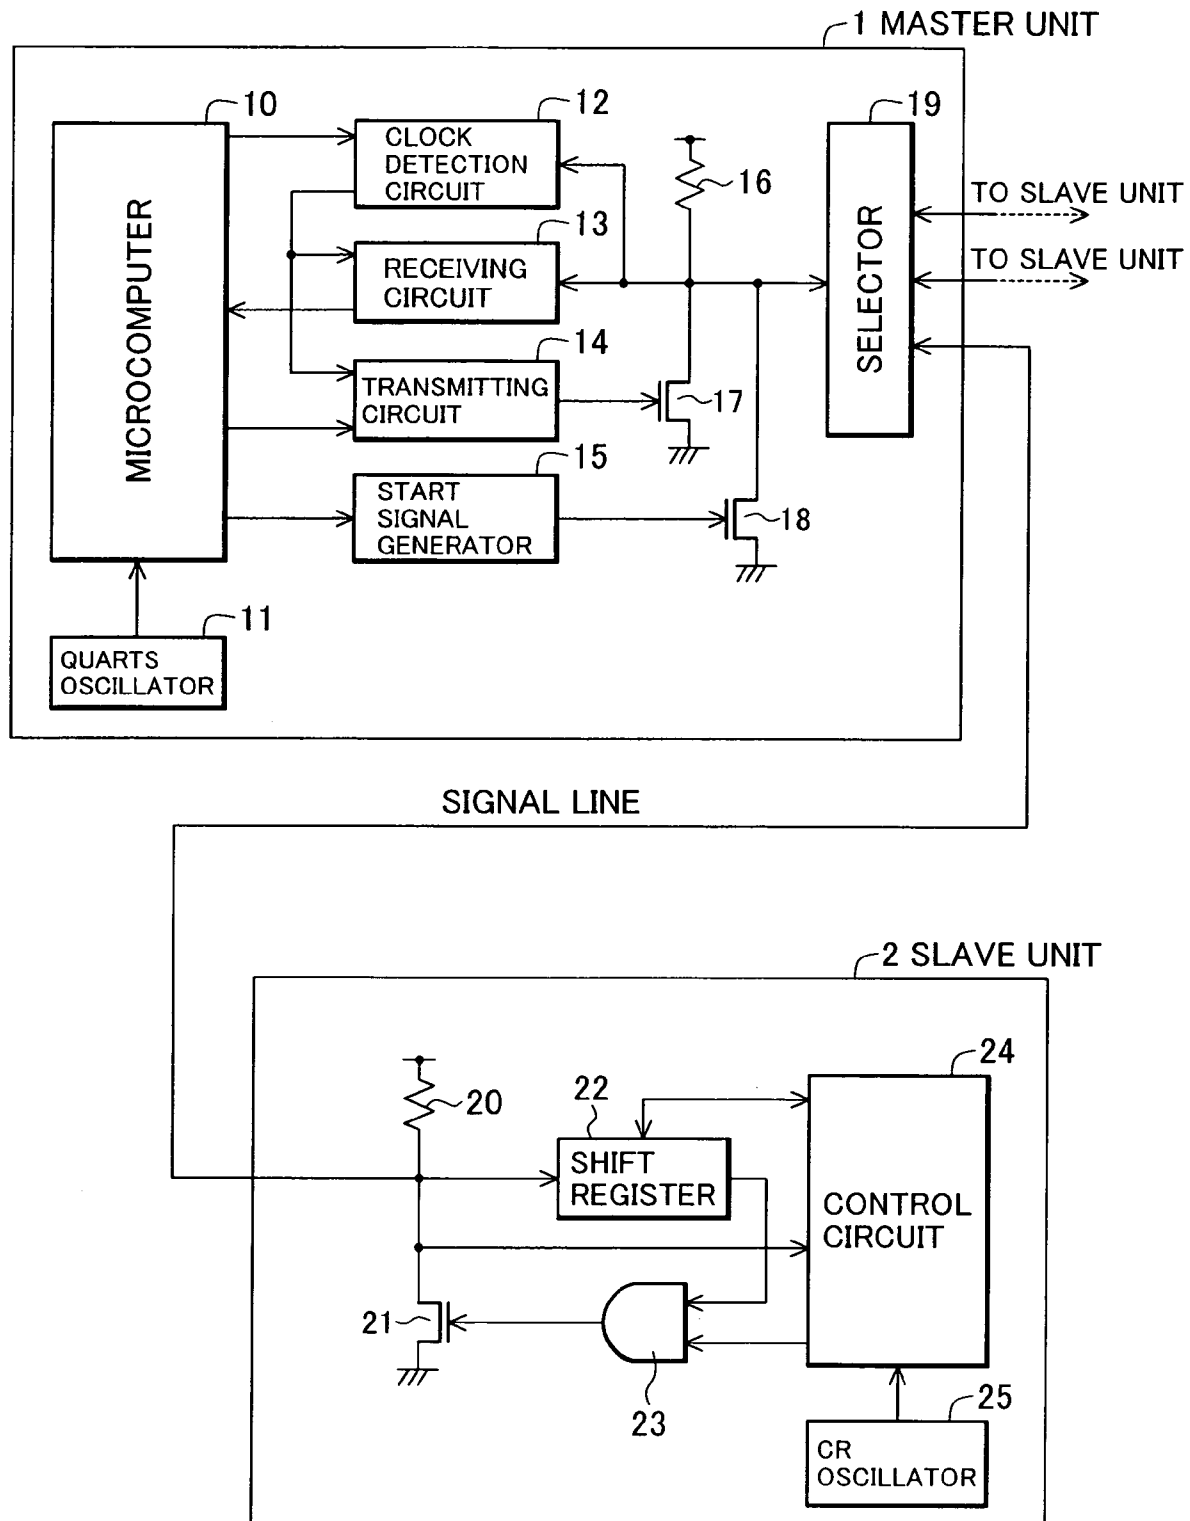 1 MASTER UNIT
10
12
19
CLOCK
DETECTION
CIRCUIT
16
TO SLAVE UNIT
13
RECEIVING
CIRCUIT
TO SLAVE UNIT
MICROCOMPUTER
SELECTOR
14
TRANSMITTING
CIRCUIT
17
15
START
SIGNAL
GENERATOR
18
11
QUARTS
OSCILLATOR
SIGNAL LINE
2 SLAVE UNIT
24
20
22
SHIFT
REGISTER
CONTROL
CIRCUIT
21
23
25
CR
OSCILLATOR